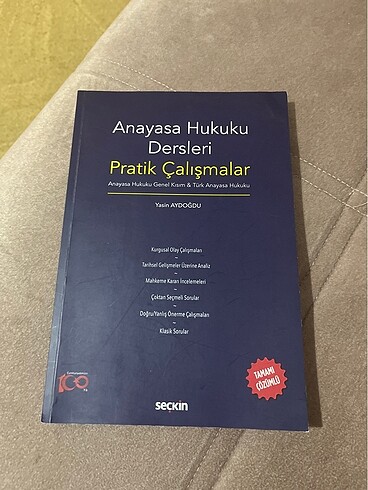 Anayasa Hukuku
Dersleri
Pratik Çalışmalar
Anayasa Hukuku Genel Kısım & Türk Anayasa Hukuku
Yasin AYDOĞDU
Kurgusal Olay Çalışmaları
–
Tarihsel Gelişmeler Üzerine Analiz
–
Mahkeme Kararı İncelemeleri
–
Çoktan Seçmeli Sorular
–
Doğru/Yanlış Önerme Çalışmaları
–
Klasik Sorular
TAMAMI
ÇÖZÜMLÜ
100
seçkin